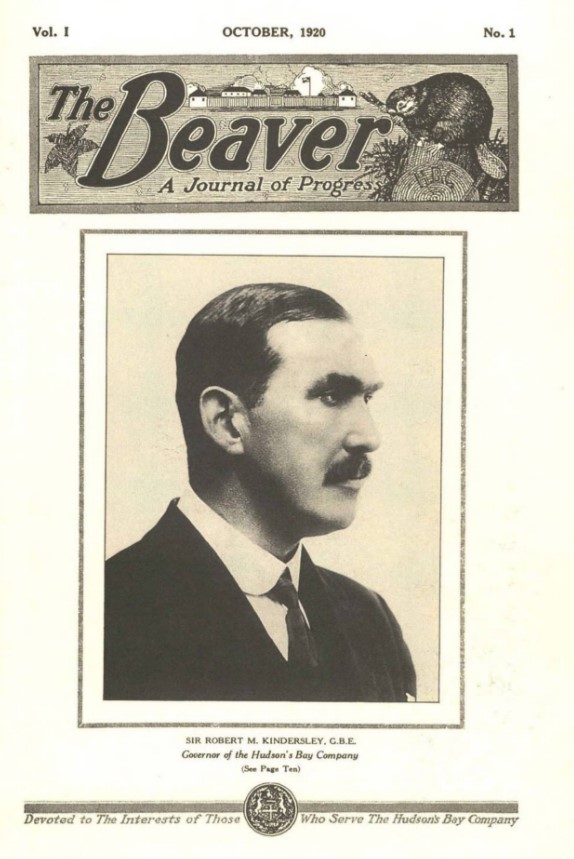 Vol. I OCTOBER, 1920 No. 1
The Beaver
A Journal of Progress
HBC
SIR ROBERT M. KINDERSLEY, G.B.E.
Governor of the Hudson's Bay Company
(See Page Ten)
Devoted to The Interests of Those Who Serve The Hudson's Bay Company